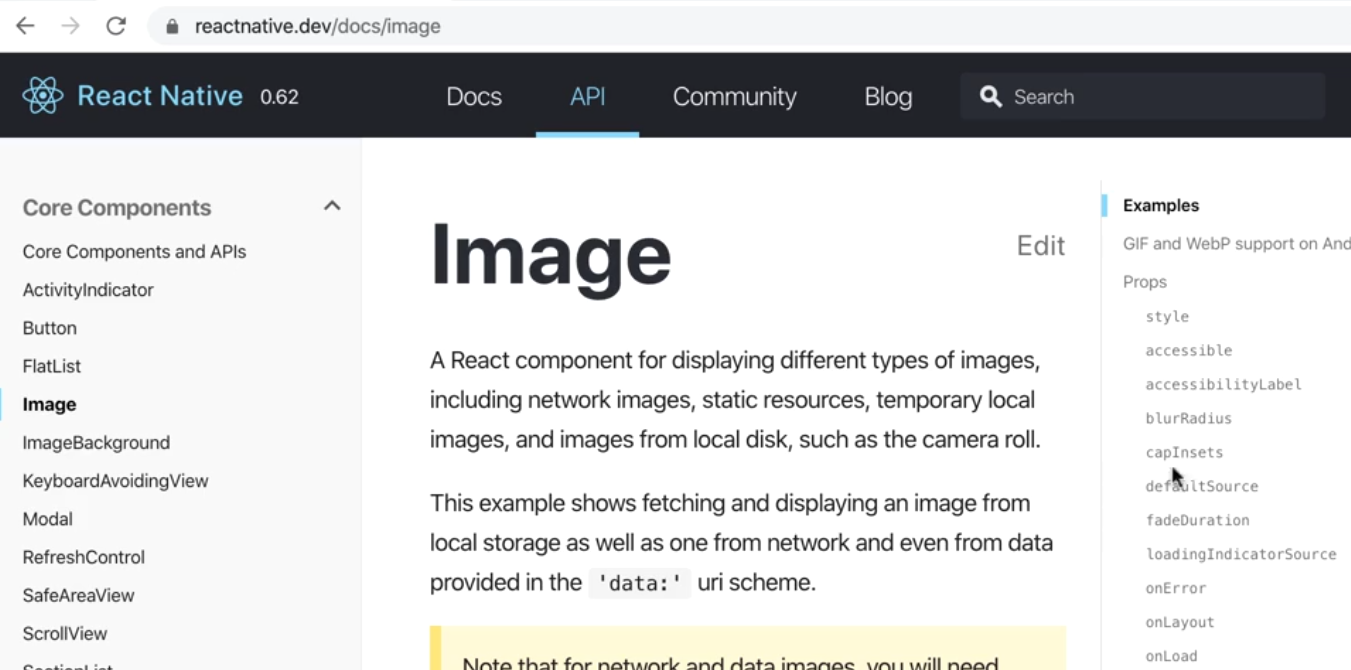 reactnative.dev/docs/image
React Native 0.62 Docs API Community Blog Search
Core Components
Core Components and APIs
ActivityIndicator
Button
FlatList
Image
ImageBackground
KeyboardAvoidingView
Modal
RefreshControl
SafeAreaView
ScrollView
Image
Edit
A React component for displaying different types of images,
including network images, static resources, temporary local
images, and images from local disk, such as the camera roll.
This example shows fetching and displaying an image from
local storage as well as one from network and even from data
provided in the 'data:' uri scheme.
Note that for network and data images, you will need
Examples
GIF and WebP support on And
Props
style
accessible
accessibilityLabel
blurRadius
capInsets
defaultSource
fadeDuration
loadingIndicatorSource
onError
onLayout
onLoad